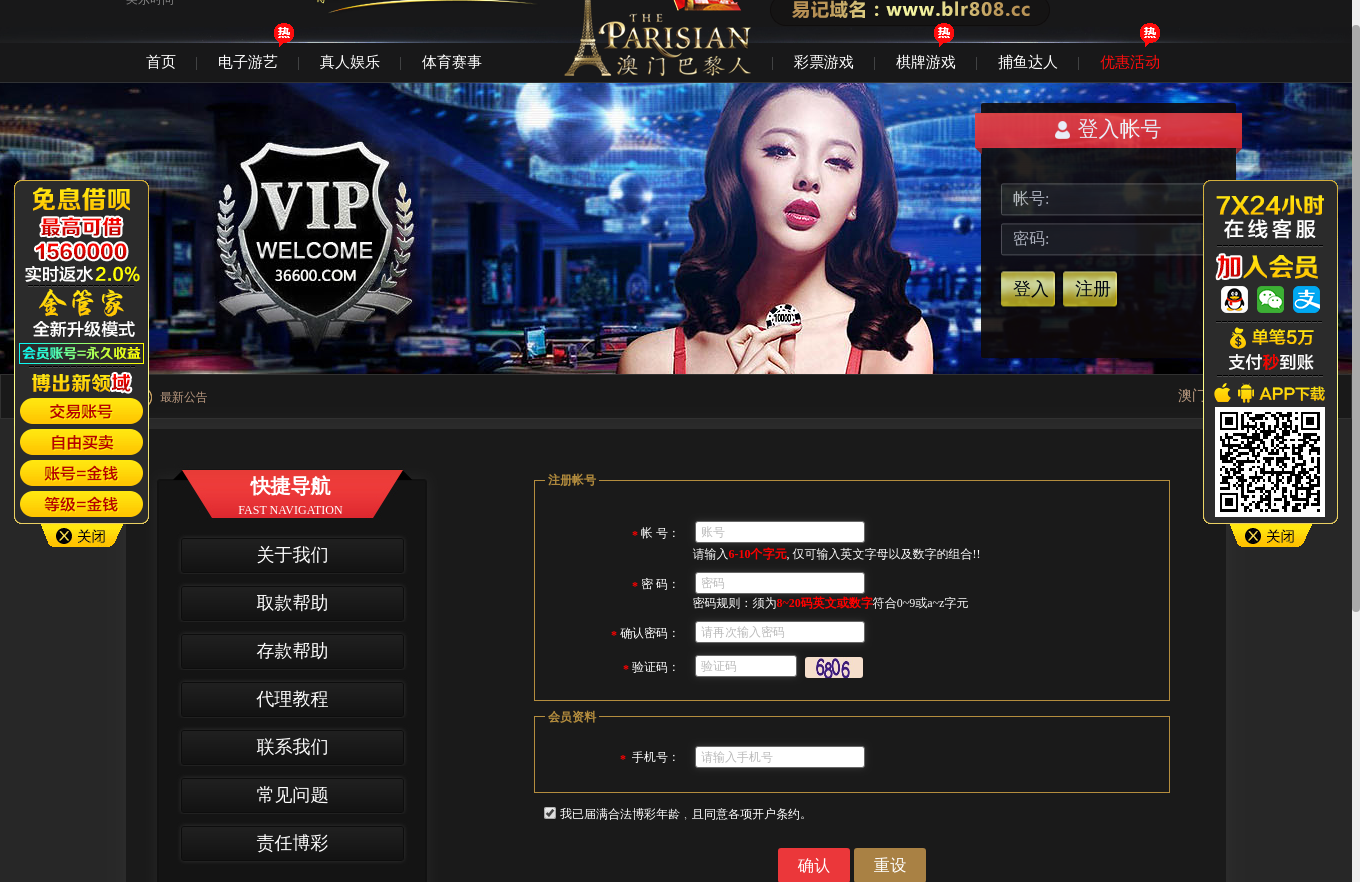 美东时间
易记域名：www.blr808.cc
热
热
热
THE
PARISIAN
澳门巴黎人
首页
电子游艺
真人娱乐
体育赛事
彩票游戏
棋牌游戏
捕鱼达人
优惠活动
登入帐号
帐号:
密码:
登入
注册
VIP
WELCOME
36600.COM
10000
免息借呗
最高可借
1560000
实时返水2.0%
金管家
全新升级模式
会员账号=永久收益
博出新领域
交易账号
自由买卖
账号=金钱
等级=金钱
关闭
7X24小时
在线客服
加入会员
支
单笔5万
支付秒到账
APP下载
关闭
最新公告
澳门
快捷导航
FAST NAVIGATION
关于我们
取款帮助
存款帮助
代理教程
联系我们
常见问题
责任博彩
注册帐号
* 帐 号：
账号
请输入6-10个字元, 仅可输入英文字母以及数字的组合!!
* 密 码：
密码
密码规则：须为8~20码英文或数字符合0~9或a~z字元
* 确认密码：
请再次输入密码
* 验证码：
验证码
6806
会员资料
* 手机号：
请输入手机号
我已届满合法博彩年龄﹐且同意各项开户条约。
确认
重设